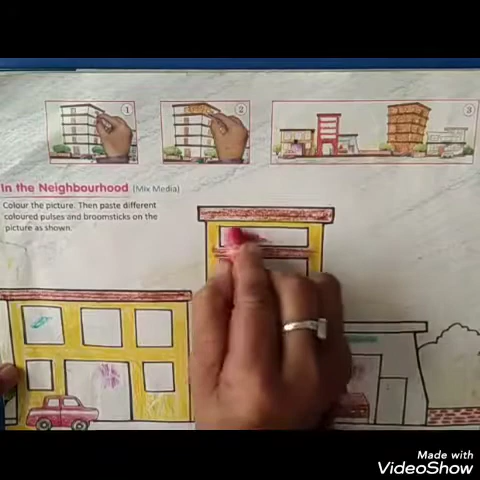 1
2
3
In the Neighbourhood (Mix Media)
Colour the picture. Then paste different
coloured pulses and broomsticks on the
picture as shown.
Made with
VideoShow